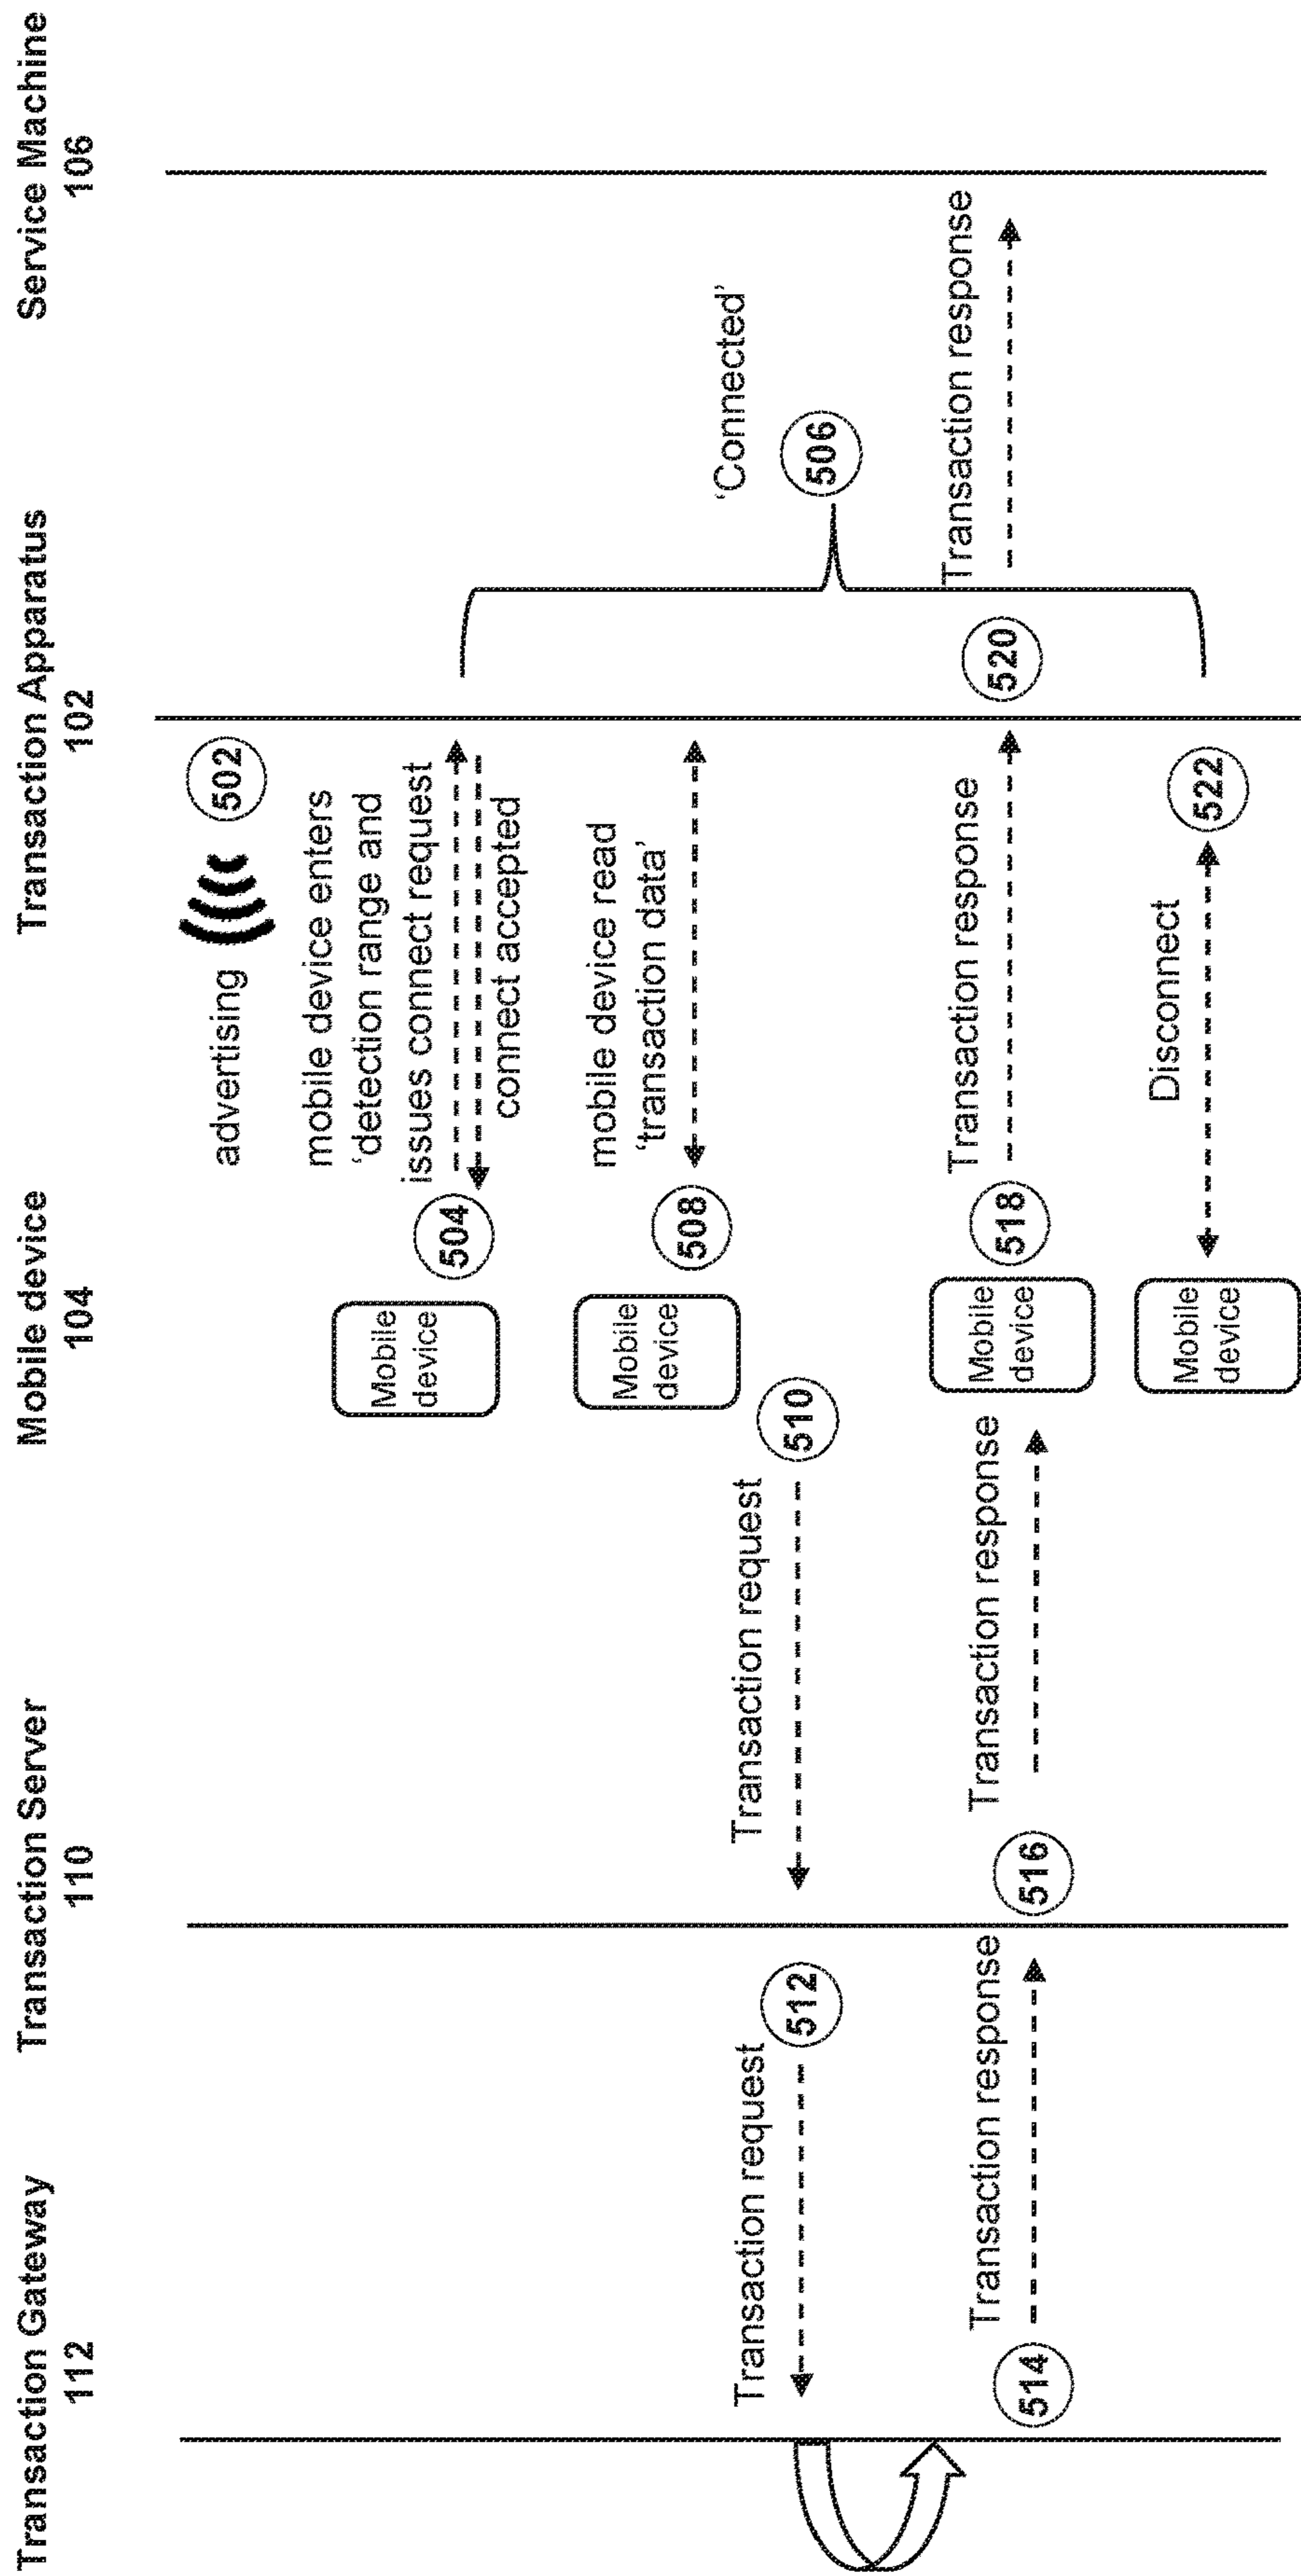 Transaction Gateway
112
Transaction Server
110
Mobile device
104
Transaction Apparatus
102
Service Machine
106
advertising
502
mobile device enters
‘detection range and
issues connect request
connect accepted
504
Mobile
device
‘Connected’
506
mobile device read
‘transaction data’
508
Mobile
device
510
Transaction request
512
Transaction request
514
Transaction response
516
Transaction response
Mobile
device
518
Transaction response
520
Transaction response
Mobile
device
Disconnect
522